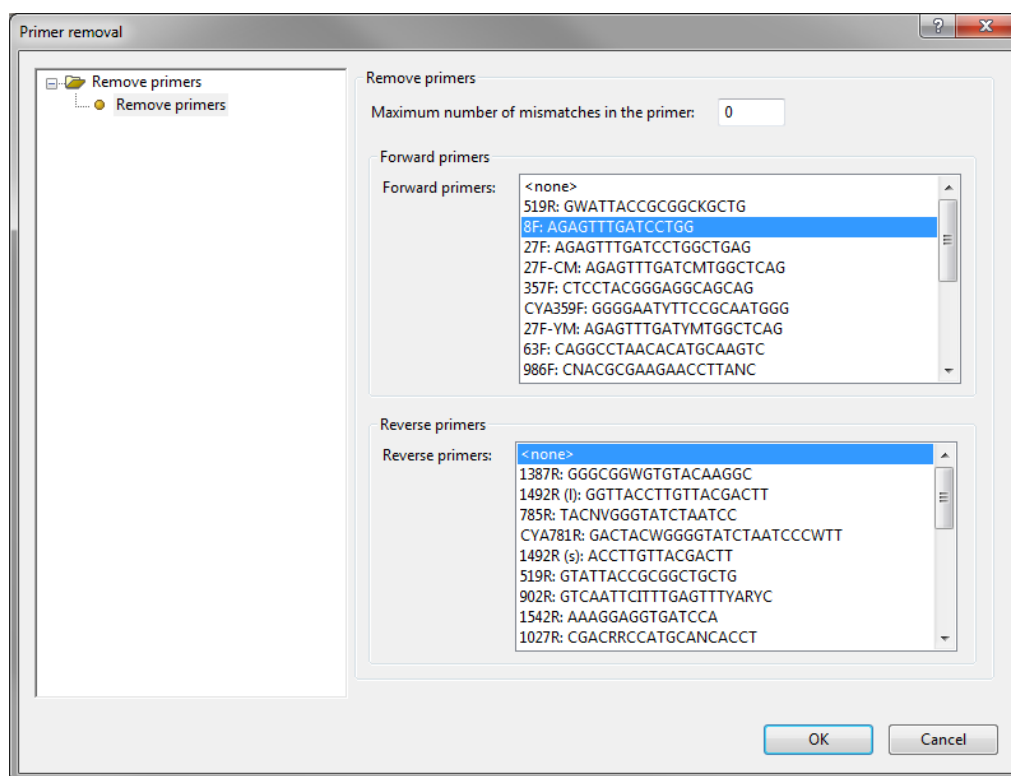 Primer removal
Remove primers
Remove primers
Remove primers
Maximum number of mismatches in the primer: 0
Forward primers
Forward primers:
<none>
519R: GWATTACCGCGGCKGCTG
8F: AGAGTTTGATCCTGG
27F: AGAGTTTGATCCTGGCTGAG
27F-CM: AGAGTTTGATCMTGGCTCAG
357F: CTCCTACGGGAGGCAGCAG
CYA359F: GGGGAATYTTCCGCAATGGG
27F-YM: AGAGTTTGATYMTGGCTCAG
63F: CAGGCCTAACACATGCAAGTC
986F: CNACGCGAAGAACCTTANC
Reverse primers
Reverse primers:
<none>
1387R: GGGCGGWGTGTACAAGGC
1492R (l): GGTTACCTTGTTACGACTT
785R: TACNVGGGTATCTAATCC
CYA781R: GACTACWGGGGTATCTAATCCCWTT
1492R (s): ACCTTGTTACGACTT
519R: GTATTACCGCGGCTGCTG
902R: GTCAATTCITTTGAGTTTYARYC
1542R: AAAGGAGGTGATCCA
1027R: CGACRRCCATGCANCACCT
OK
Cancel